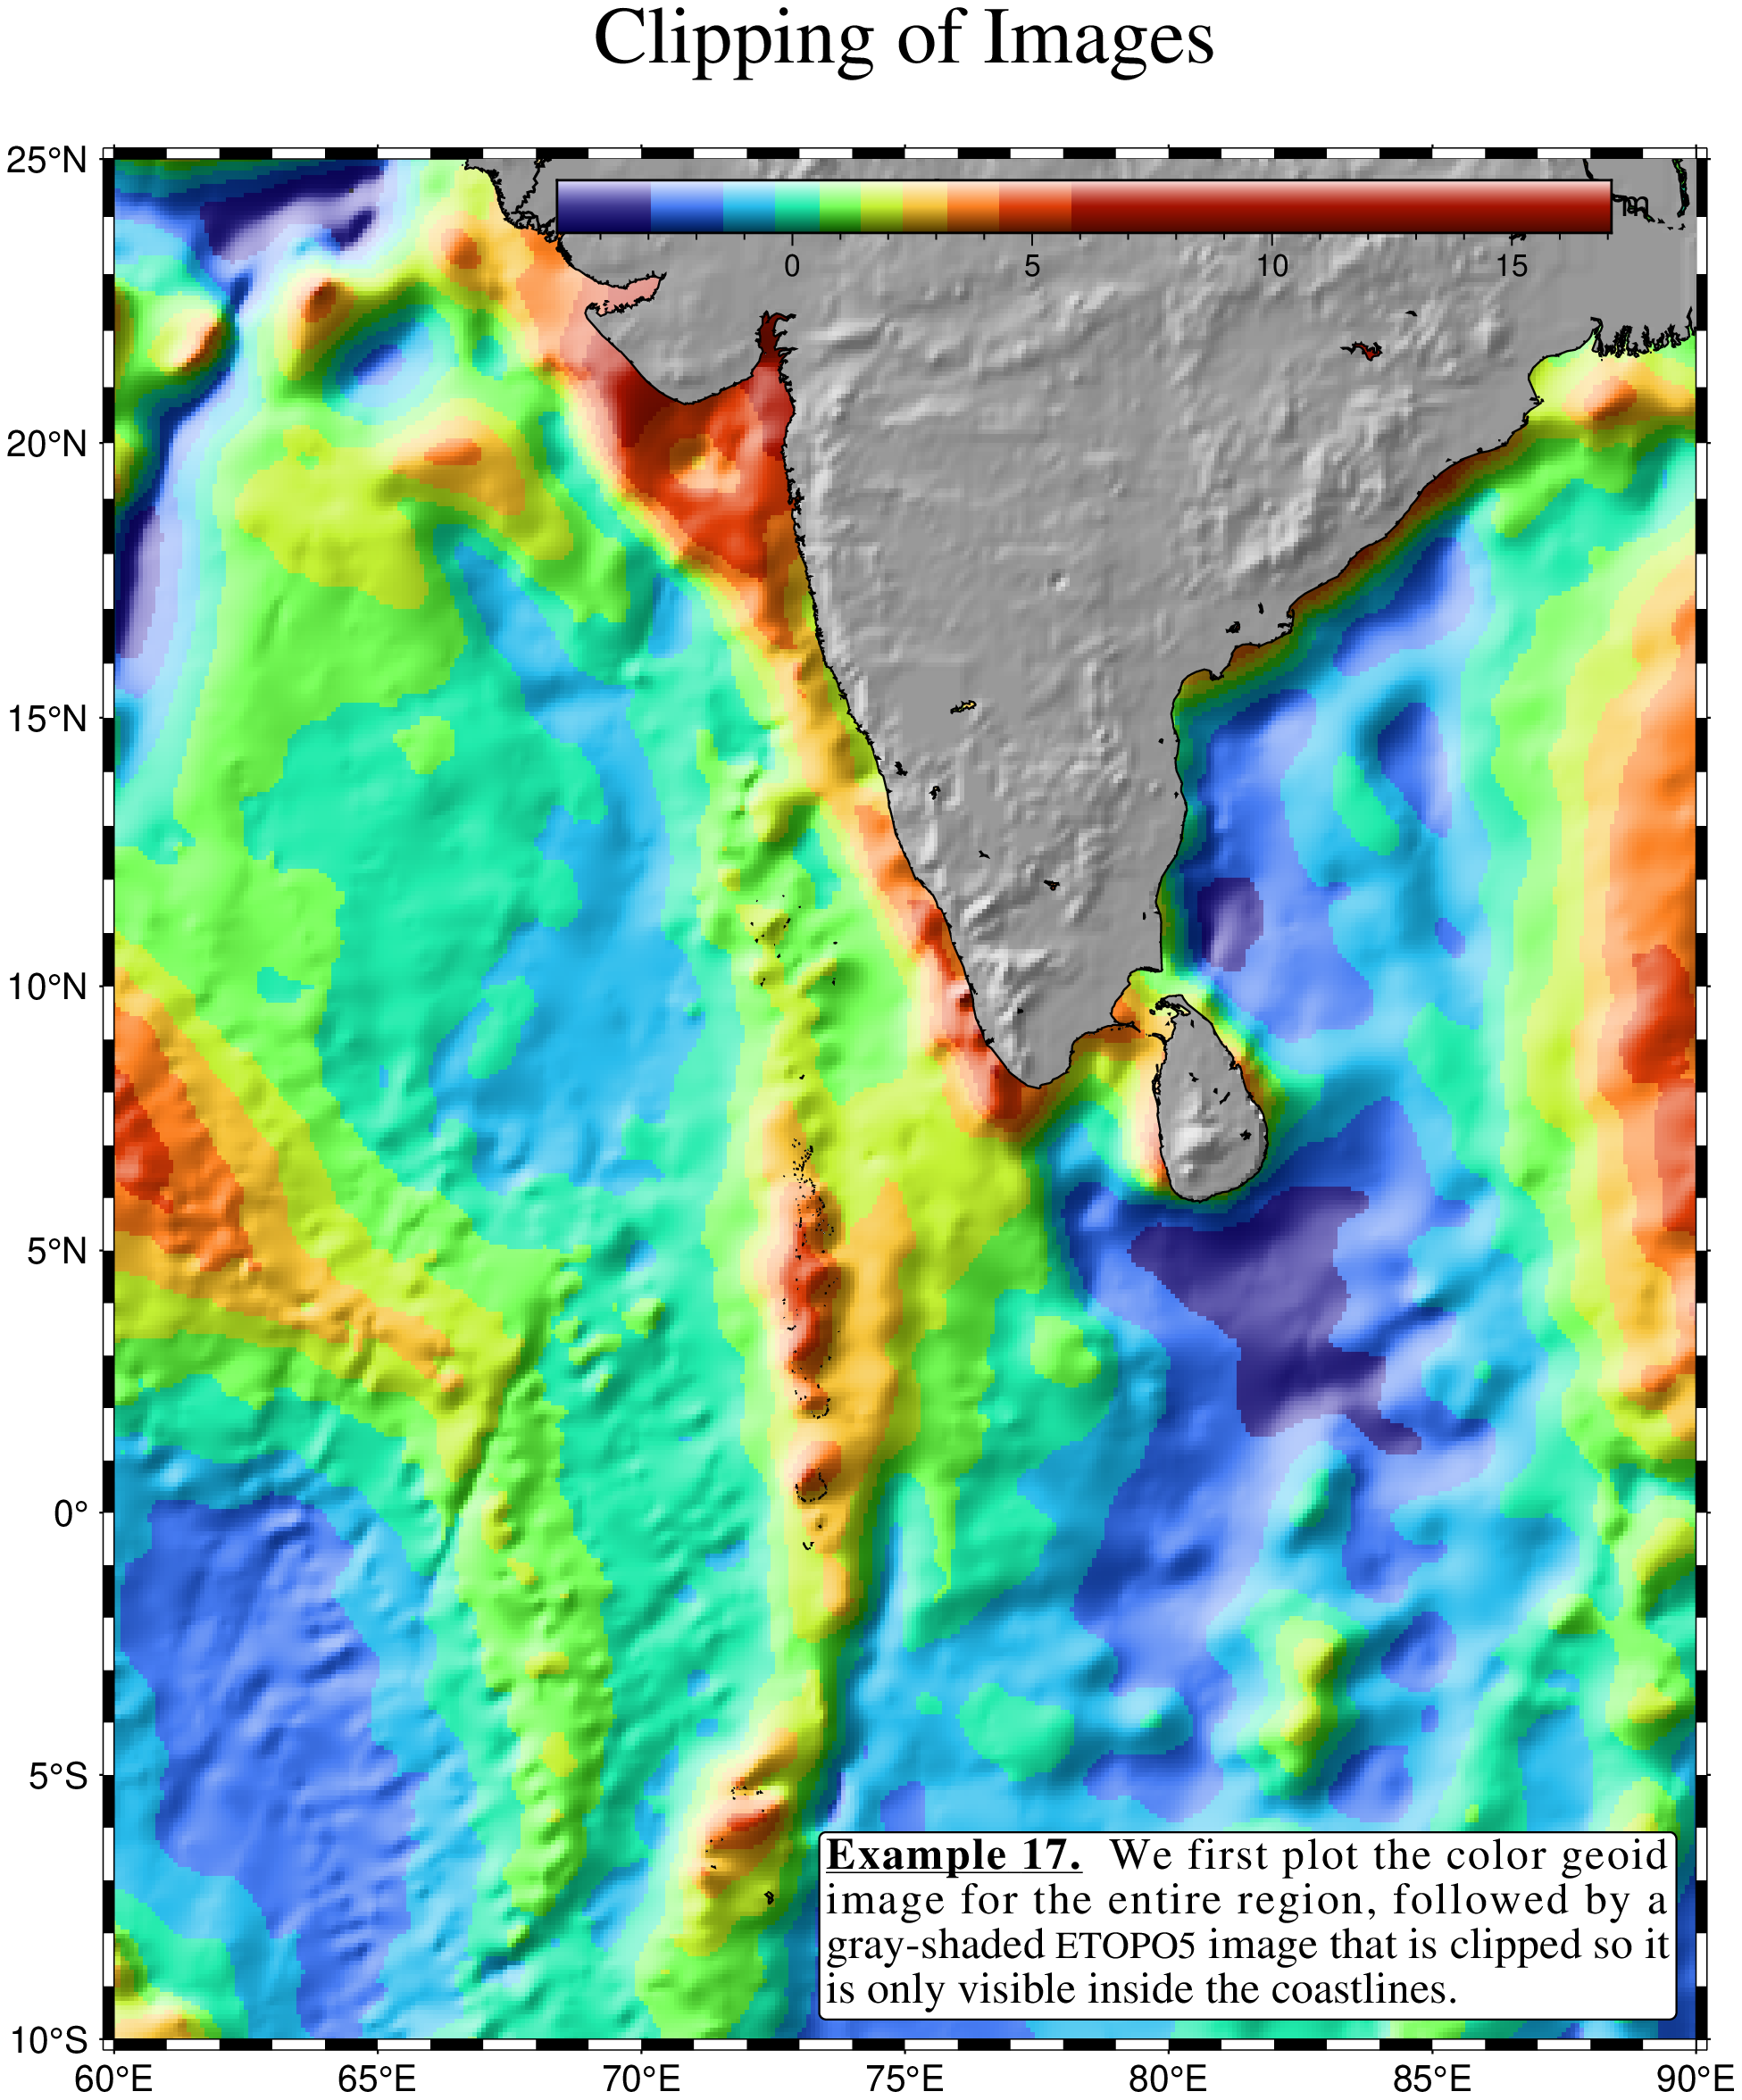 Clipping of Images
25°N
m
0 5 10 15
20°N
15°N
10°N
5°N
0°
5°S
Example 17. We first plot the color geoid
image for the entire region, followed by a
gray-shaded ETOPO5 image that is clipped so it
is only visible inside the coastlines.
10°S
60°E 65°E 70°E 75°E 80°E 85°E 90°E